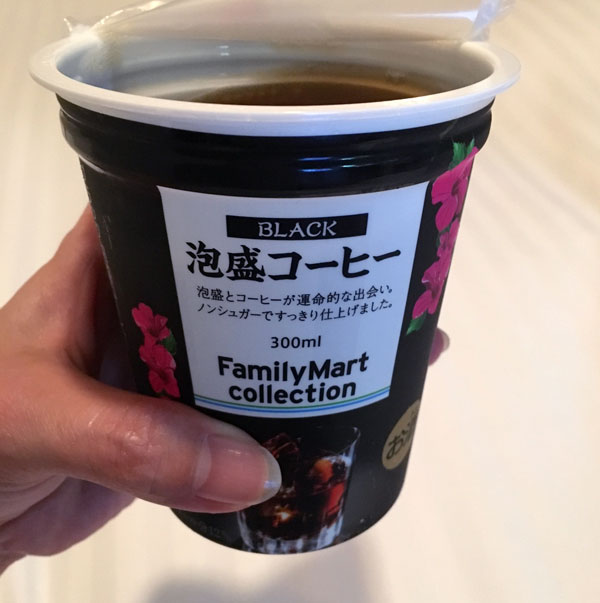 BLACK
泡盛コーヒー
泡盛とコーヒーが運命的な出会い。
ノンシュガーですっきり仕上げました。
300ml
FamilyMart
collection
お酒